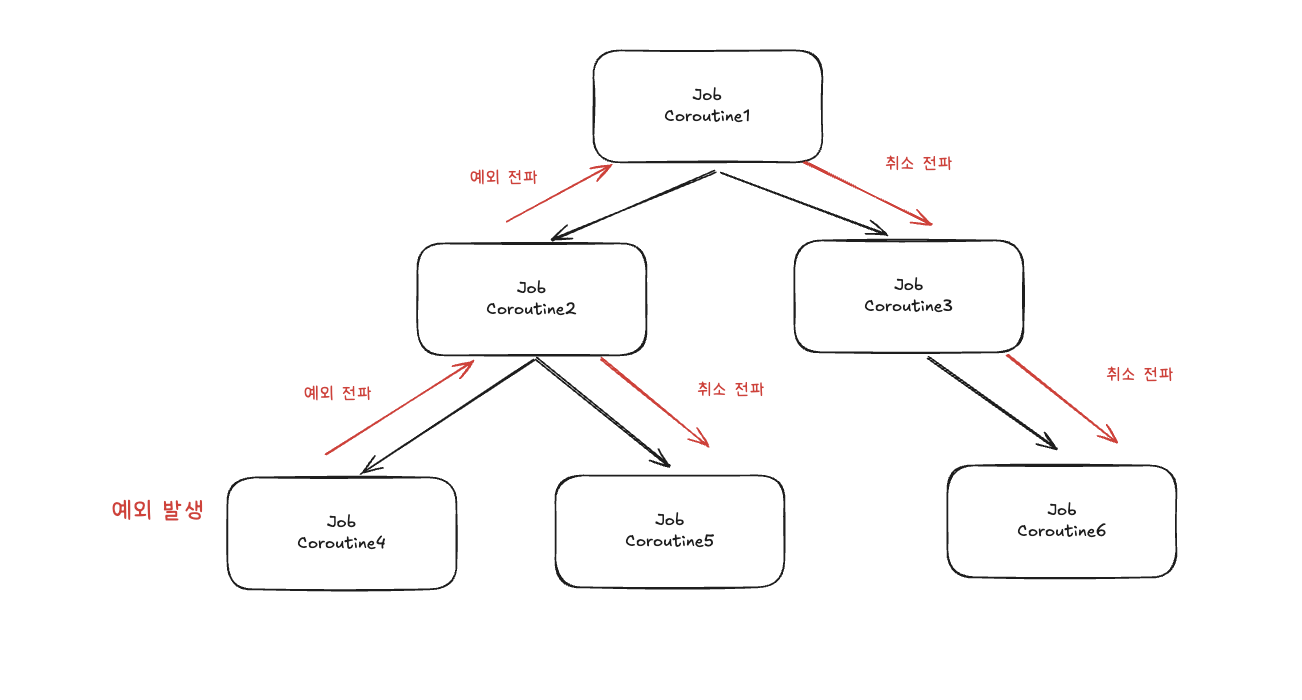 Job
Coroutine1
예외 전파
취소 전파
Job
Coroutine2
Job
Coroutine3
예외 전파
취소 전파
취소 전파
예외 발생
Job
Coroutine4
Job
Coroutine5
Job
Coroutine6